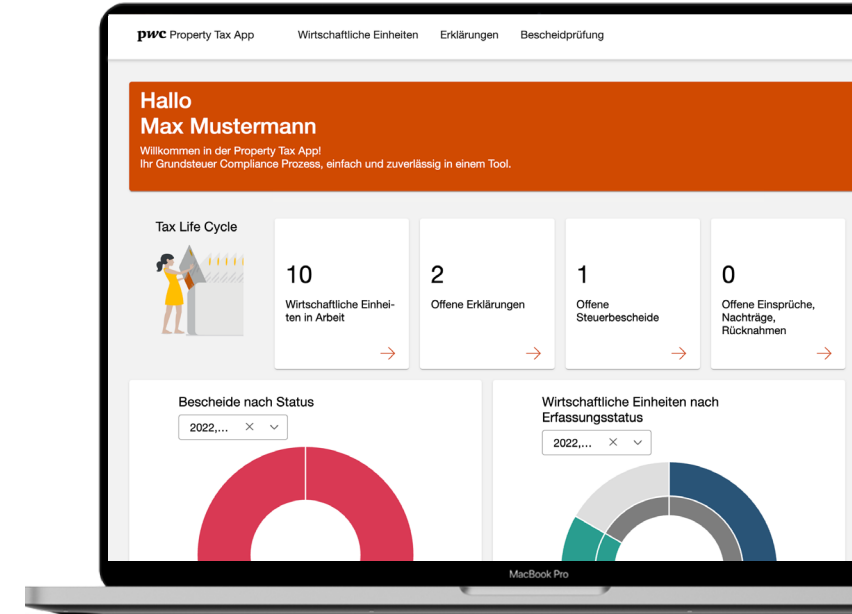 pwc Property Tax App
Wirtschaftliche Einheiten
Erklärungen
Bescheidprüfung
Hallo
Max Mustermann
Willkommen in der Property Tax App!
Ihr Grundsteuer Compliance Prozess, einfach und zuverlässig in einem Tool.
Tax Life Cycle
10
Wirtschaftliche Einhei-
ten in Arbeit
2
Offene Erklärungen
1
Offene
Steuerbescheide
0
Offene Einsprüche,
Nachträge,
Rücknahmen
Bescheide nach Status
2022,...
Wirtschaftliche Einheiten nach
Erfassungsstatus
2022,...
MacBook Pro